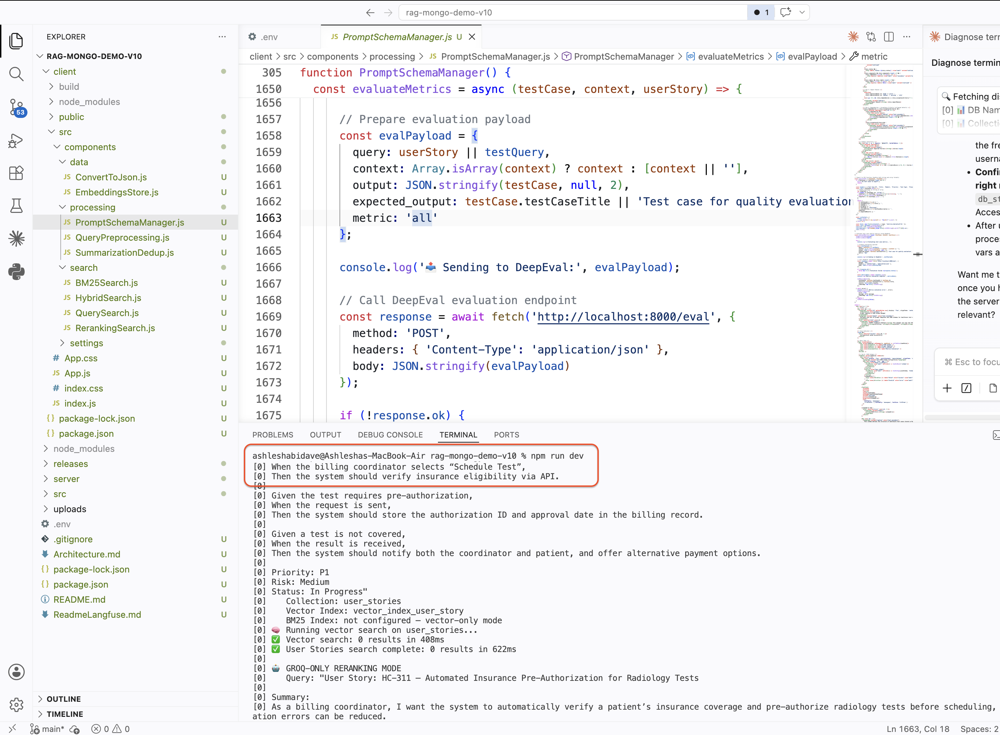 rag-mongo-demo-v10
1
EXPLORER
RAG-MONGO-DEMO-V10
client
build
node_modules
public
src
components
data
JS ConvertToJson.js U
JS EmbeddingsStore.js U
processing
JS PromptSchemaManager.js U
JS QueryPreprocessing.js U
JS SummarizationDedup.js U
search
JS BM25Search.js U
JS HybridSearch.js U
JS QuerySearch.js U
JS RerankingSearch.js U
settings
# App.css U
JS App.js U
# index.css U
JS index.js U
{} package-lock.json U
{} package.json U
node_modules
releases
server
src
uploads
.env
.gitignore U
Architecture.md U
{} package-lock.json U
{} package.json U
README.md U
ReadmeLangfuse.md U
OUTLINE
TIMELINE
53
.env
JS PromptSchemaManager.js U
client > src > components > processing > JS PromptSchemaManager.js > PromptSchemaManager > evaluateMetrics > evalPayload > metric
305 function PromptSchemaManager() {
1650 const evaluateMetrics = async (testCase, context, userStory) => {
1656
1657 // Prepare evaluation payload
1658 const evalPayload = {
1659 query: userStory || testQuery,
1660 context: Array.isArray(context) ? context : [context || ''],
1661 output: JSON.stringify(testCase, null, 2),
1662 expected_output: testCase.testCaseTitle || 'Test case for quality evaluation
1663 metric: 'all'
1664 };
1665
1666 console.log('📤 Sending to DeepEval:', evalPayload);
1667
1668 // Call DeepEval evaluation endpoint
1669 const response = await fetch('http://localhost:8000/eval', {
1670 method: 'POST',
1671 headers: { 'Content-Type': 'application/json' },
1672 body: JSON.stringify(evalPayload)
1673 });
1674
1675 if (!response.ok) {
Diagnose terr
Diagnose termin
🔍 Fetching dis
[0] 📊 DB Nam
[0] 📊 Collecti
the fre
userna
• Confir
right r
db_st
Acces
• After u
proces
vars a
Want me t
once you h
the server
relevant?
⌘ Esc to focu
PROBLEMS OUTPUT DEBUG CONSOLE TERMINAL PORTS
ashleshabidave@Ashleshas-MacBook-Air rag-mongo-demo-v10 % npm run dev
[0] When the billing coordinator selects “Schedule Test”,
[0] Then the system should verify insurance eligibility via API.
[0]
[0] Given the test requires pre-authorization,
[0] When the request is sent,
[0] Then the system should store the authorization ID and approval date in the billing record.
[0]
[0] Given a test is not covered,
[0] When the result is received,
[0] Then the system should notify both the coordinator and patient, and offer alternative payment options.
[0]
[0] Priority: P1
[0] Risk: Medium
[0] Status: In Progress"
[0] Collection: user_stories
[0] Vector Index: vector_index_user_story
[0] BM25 Index: not configured — vector-only mode
[0] 🧠 Running vector search on user_stories...
[0] ✅ Vector search: 0 results in 408ms
[0] ✅ User Stories search complete: 0 results in 622ms
[0]
[0] 🤖 GROQ-ONLY RERANKING MODE
[0] Query: "User Story: HC-311 – Automated Insurance Pre-Authorization for Radiology Tests
[0]
[0] Summary:
[0] As a billing coordinator, I want the system to automatically verify a patient’s insurance coverage and pre-authorize radiology tests before scheduling,
ation errors can be reduced.
main* 0 0
Ln 1663, Col 18 Spaces: 2